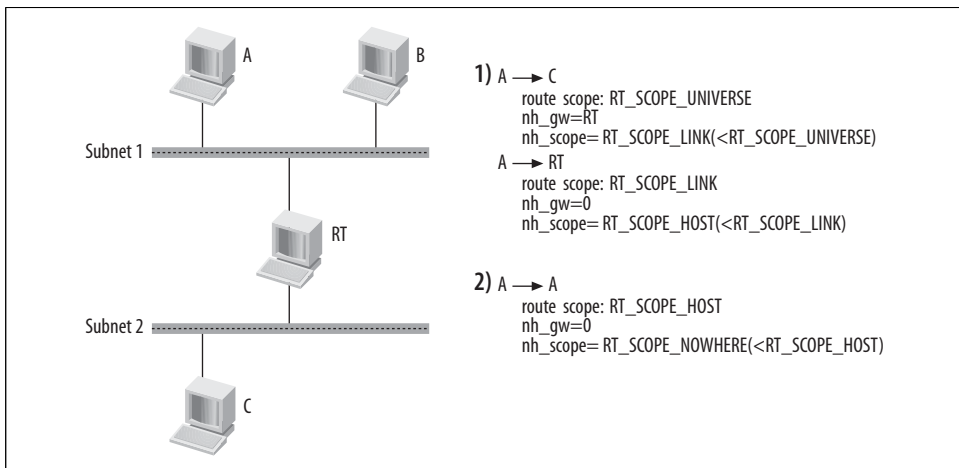 A
B
Subnet 1
RT
Subnet 2
C
1) A → C
route scope: RT_SCOPE_UNIVERSE
nh_gw=RT
nh_scope= RT_SCOPE_LINK(<RT_SCOPE_UNIVERSE)
A → RT
route scope: RT_SCOPE_LINK
nh_gw=0
nh_scope= RT_SCOPE_HOST(<RT_SCOPE_LINK)
2) A → A
route scope: RT_SCOPE_HOST
nh_gw=0
nh_scope= RT_SCOPE_NOWHERE(<RT_SCOPE_HOST)